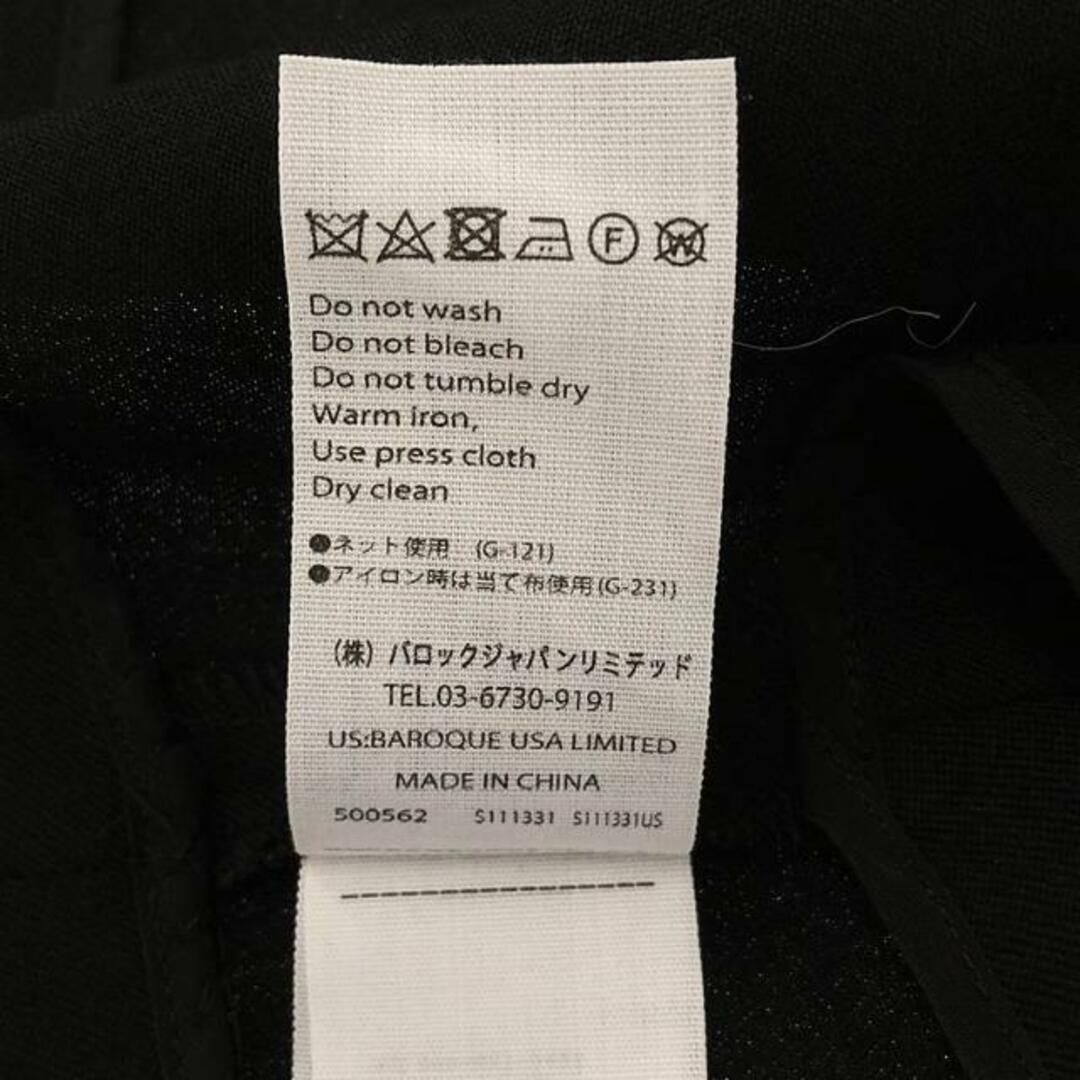 F W
Do not wash
Do not bleach
Do not tumble dry
Warm iron,
Use press cloth
Dry clean
●ネット使用 (G-121)
●アイロン時は当て布使用(G-231)
(株) バロックジャパンリミテッド
TEL.03-6730-9191
US:BAROQUE USA LIMITED
MADE IN CHINA
500562 S111331 S111331US